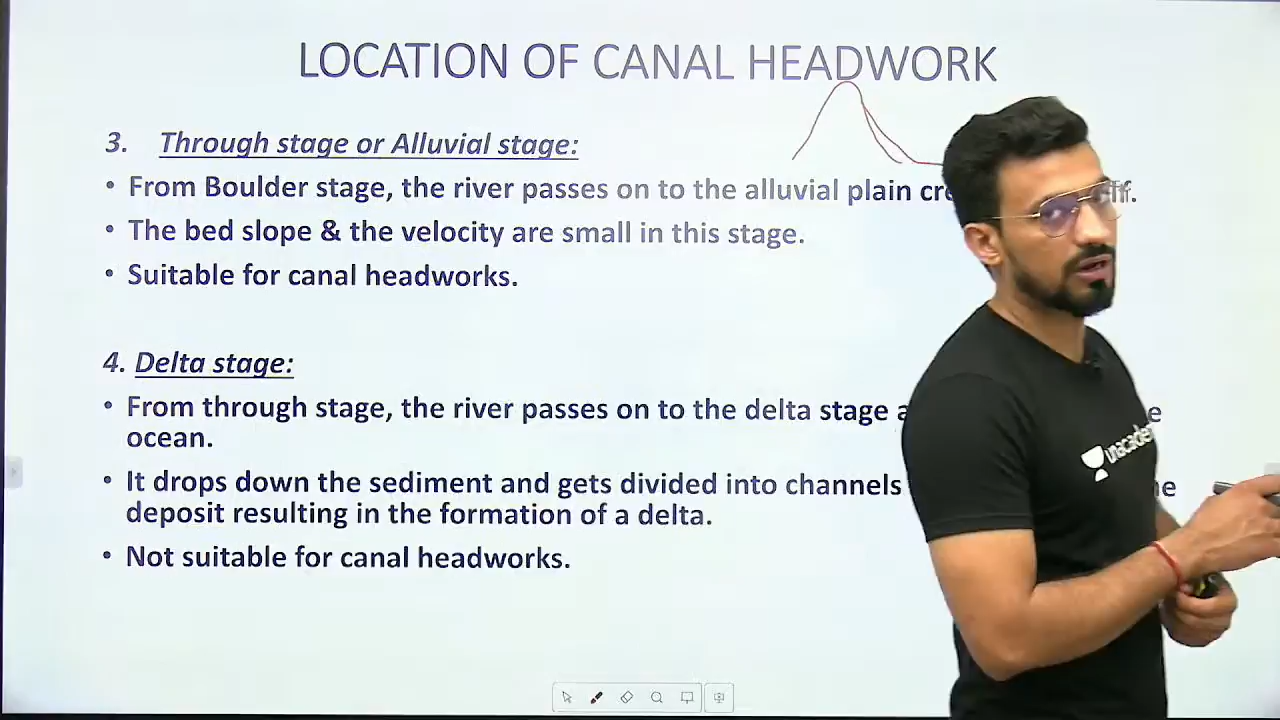 LOCATION OF CANAL HEADWORK
3. Through stage or Alluvial stage:
• From Boulder stage, the river passes on to the alluvial plain
• The bed slope & the velocity are small in this stage.
• Suitable for canal headworks.
4. Delta stage:
• From through stage, the river passes on to the delta stage
ocean.
• It drops down the sediment and gets divided into channels
deposit resulting in the formation of a delta.
• Not suitable for canal headworks.
unacademy